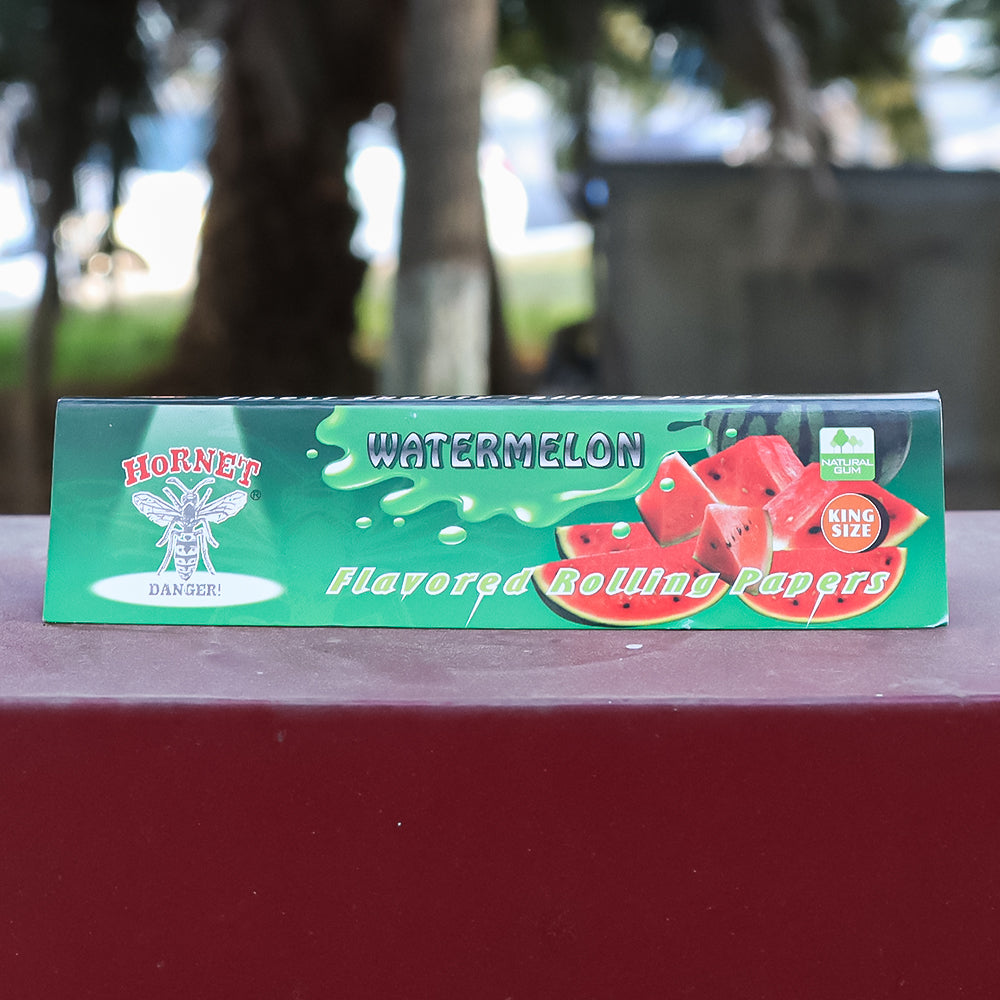 HORNET
®
DANGER!
WATERMELON
Flavored Rolling Papers
NATURAL
GUM
KING
SIZE